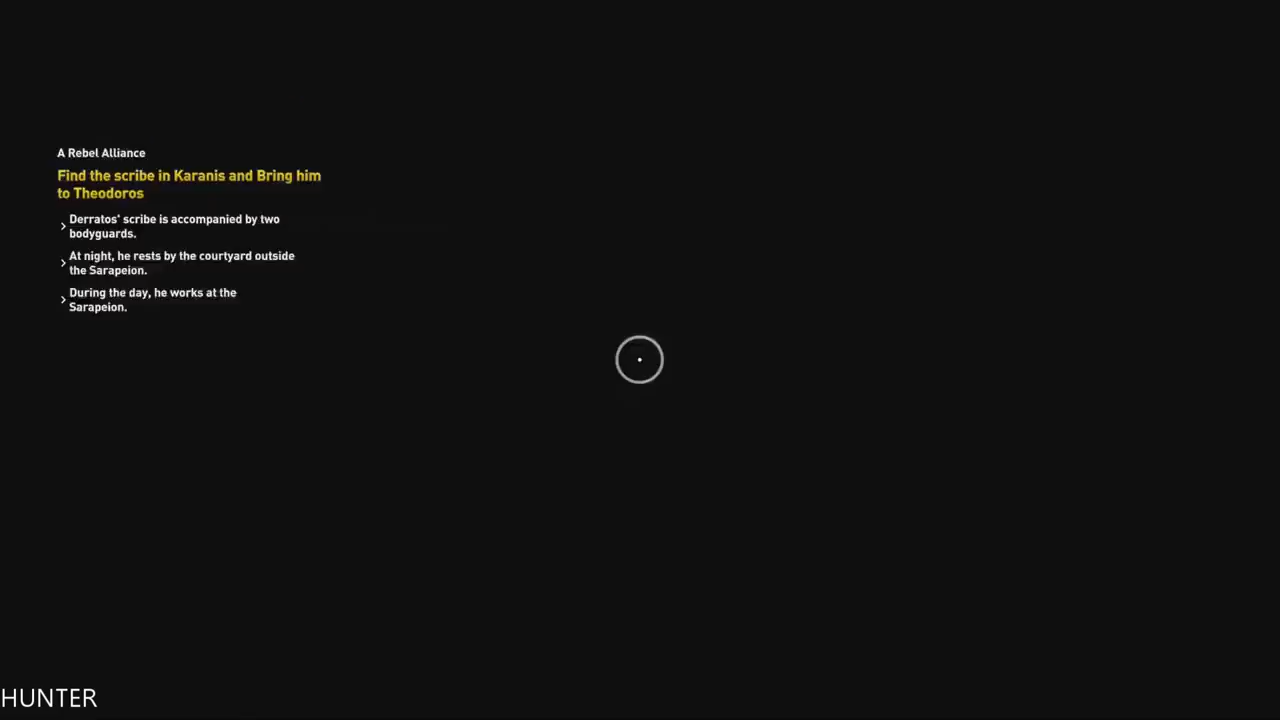 A Rebel Alliance
Find the scribe in Karanis and Bring him
to Theodoros
Derratos' scribe is accompanied by two
bodyguards.
At night, he rests by the courtyard outside
the Sarapeion.
During the day, he works at the
Sarapeion.
HUNTER